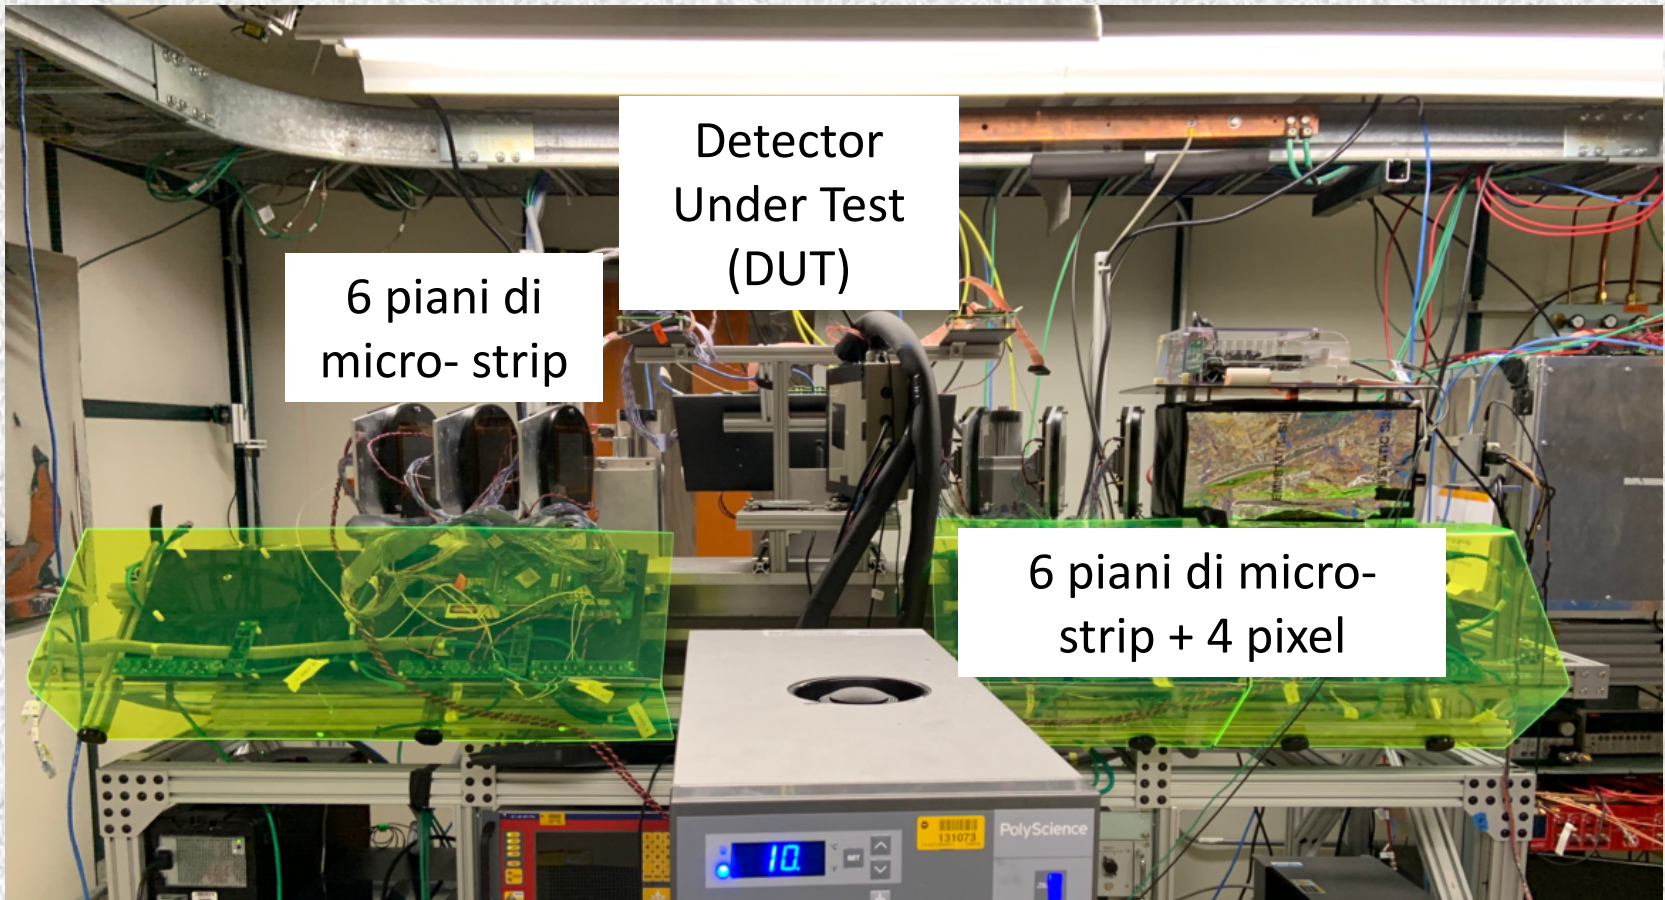 Detector
Under Test
(DUT)
6 piani di
micro- strip
6 piani di micro-
strip + 4 pixel
PolyScience
131073
10.
SET